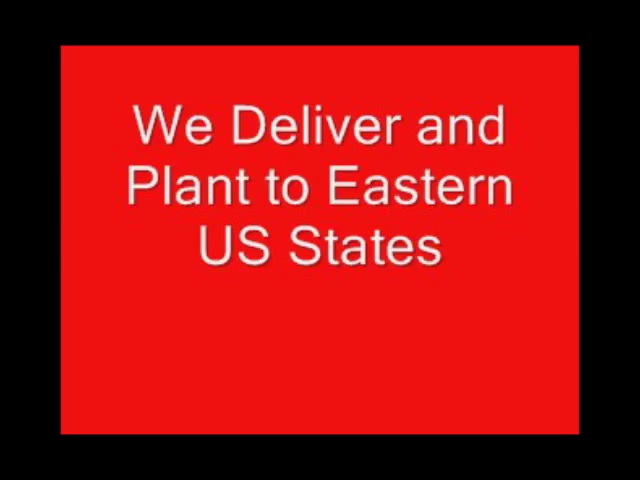 We Deliver and
Plant to Eastern
US States